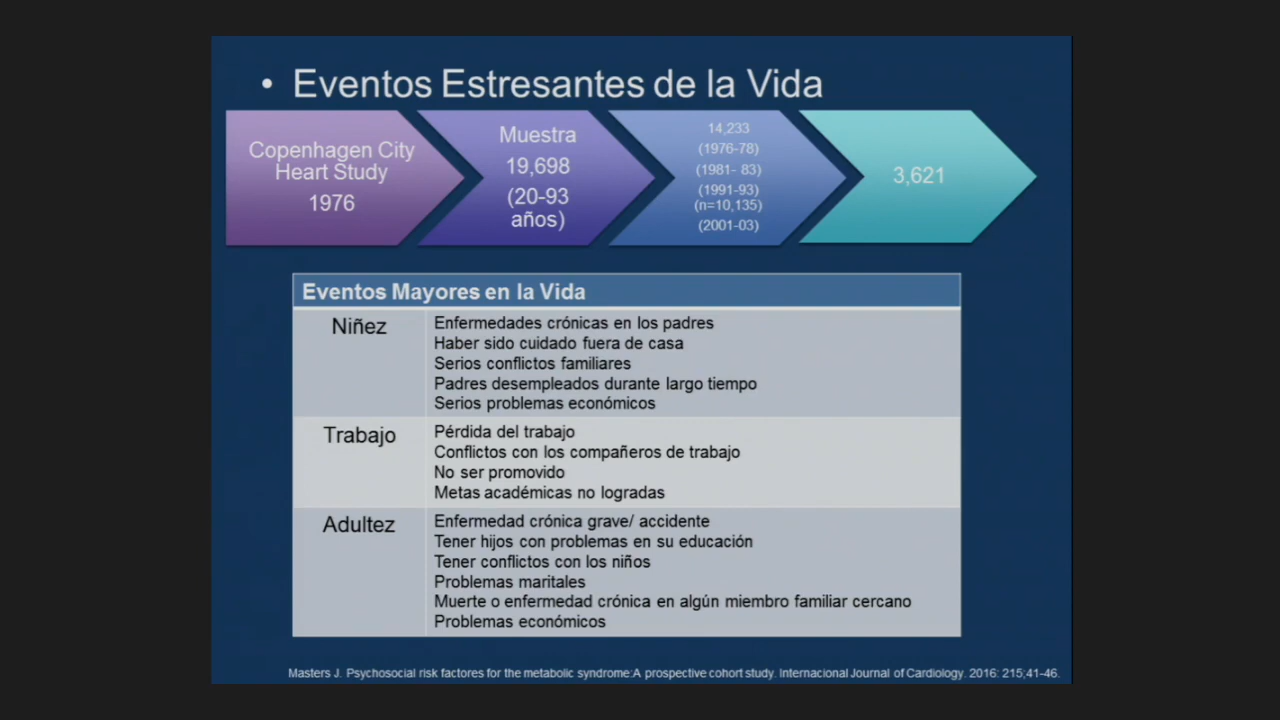 • Eventos Estresantes de la Vida
Copenhagen City
Heart Study
1976
Muestra
19,698
(20-93
años)
14,233
(1976-78)
(1981- 83)
(1991-93)
(n=10,135)
(2001-03)
3,621
Eventos Mayores en la Vida
Niñez
Enfermedades crónicas en los padres
Haber sido cuidado fuera de casa
Serios conflictos familiares
Padres desempleados durante largo tiempo
Serios problemas económicos
Trabajo
Pérdida del trabajo
Conflictos con los compañeros de trabajo
No ser promovido
Metas académicas no logradas
Adultez
Enfermedad crónica grave/ accidente
Tener hijos con problemas en su educación
Tener conflictos con los niños
Problemas maritales
Muerte o enfermedad crónica en algún miembro familiar cercano
Problemas económicos
Masters J. Psychosocial risk factores for the metabolic syndrome:A prospective cohort study. Internacional Journal of Cardiology. 2016: 215;41-46.